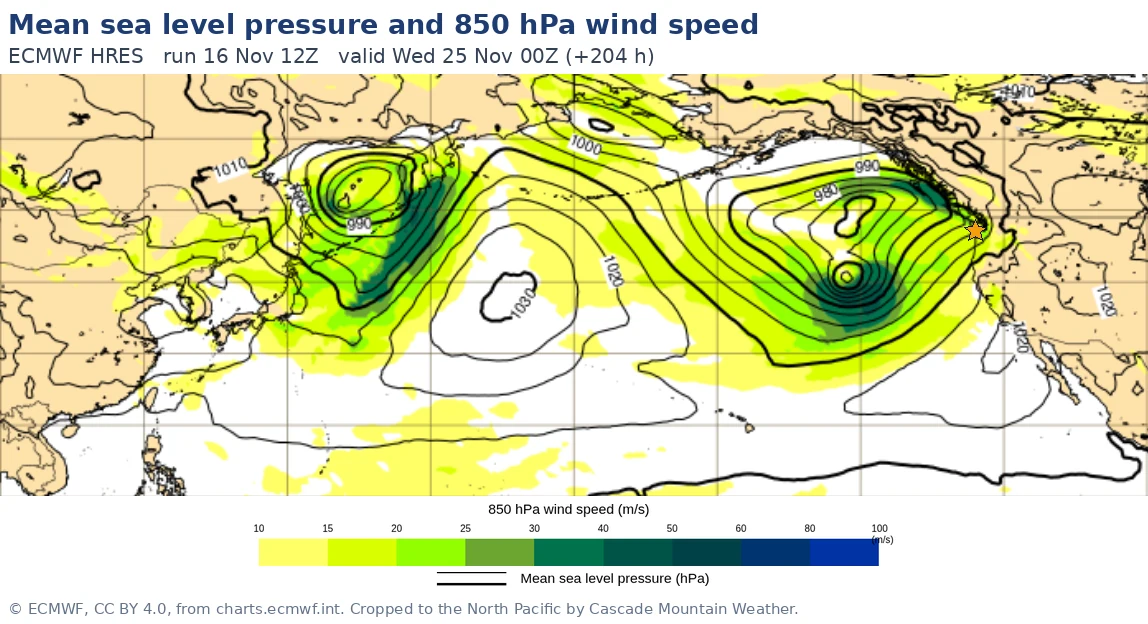 Mean sea level pressure and 850 hPa wind speed
ECMWF HRES run 16 Nov 12Z valid Wed 25 Nov 00Z (+204 h)
1010
1000
1010
990
980
990
1020
1030
1020
1020
850 hPa wind speed (m/s)
10 15 20 25 30 40 50 60 80 100
(m/s)
Mean sea level pressure (hPa)
© ECMWF, CC BY 4.0, from charts.ecmwf.int. Cropped to the North Pacific by Cascade Mountain Weather.